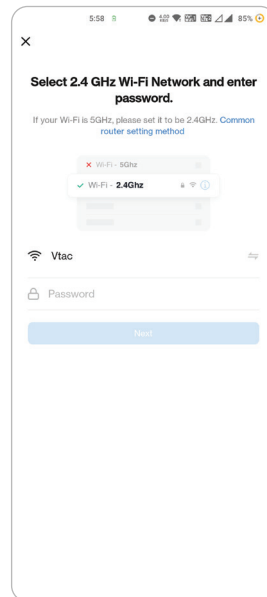 5:58
85%
Select 2.4 GHz Wi-Fi Network and enter
password.
If your Wi-Fi is 5GHz, please set it to be 2.4GHz. Common
router setting method
Wi-Fi - 5Ghz
Wi-Fi - 2.4Ghz
Vtac
Password
Next